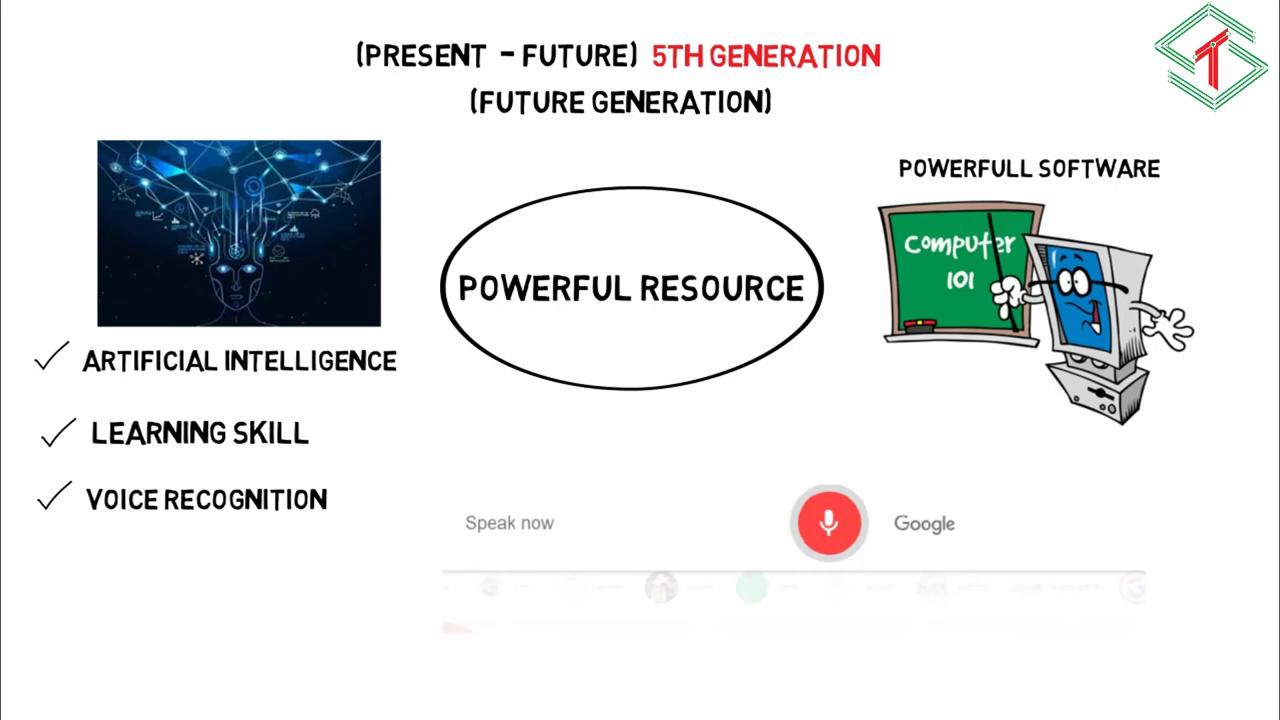 (PRESENT - FUTURE) 5TH GENERATION
(FUTURE GENERATION)
POWERFULL SOFTWARE
Computer
101
POWERFUL RESOURCE
ARTIFICIAL INTELLIGENCE
LEARNING SKILL
VOICE RECOGNITION
Speak now
Google